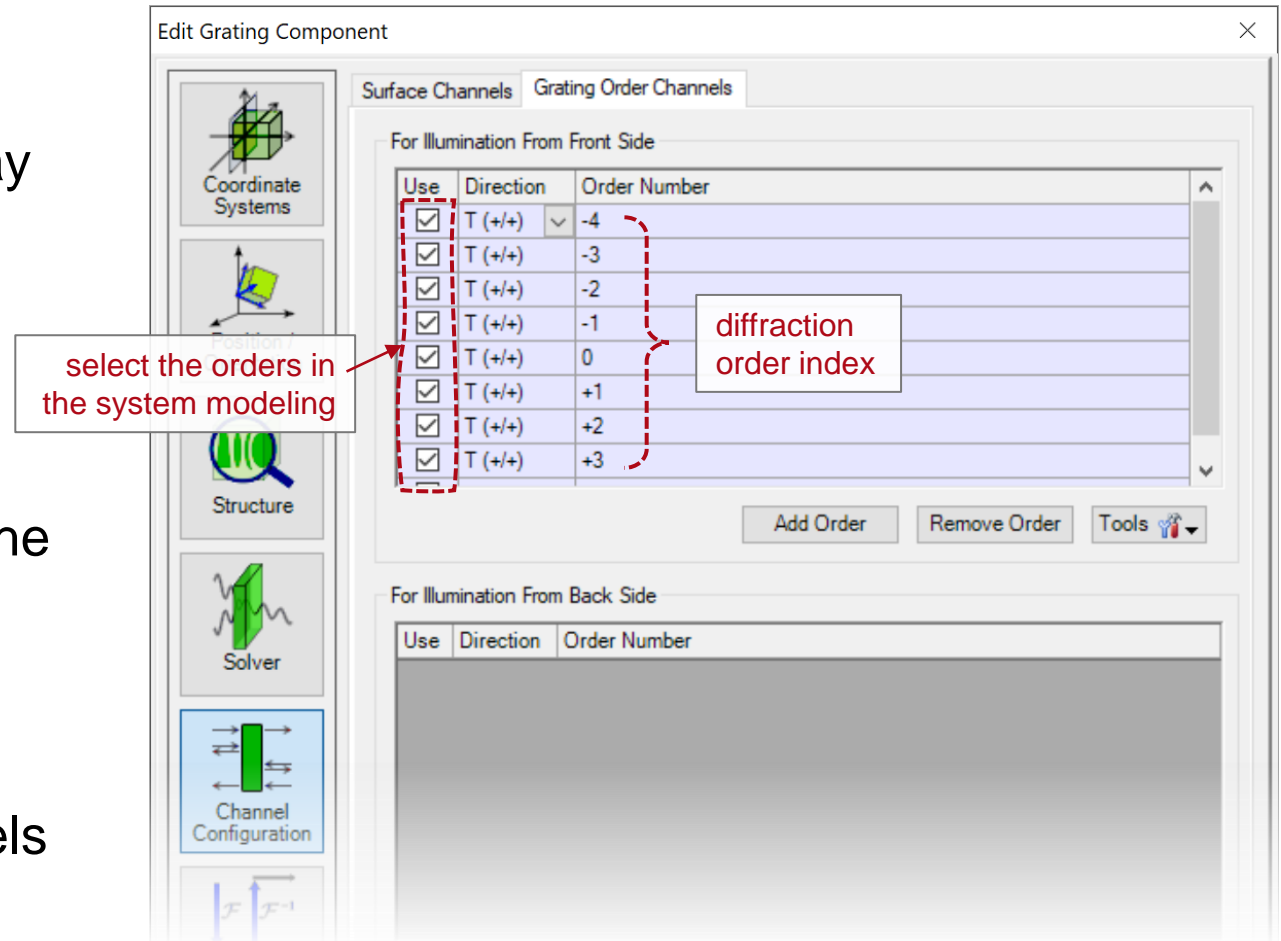 Edit Grating Component
Surface Channels
Grating Order Channels
For Illumination From Front Side
Use Direction Order Number
T (+/+) -4
T (+/+) -3
T (+/+) -2
T (+/+) -1
T (+/+) 0
T (+/+) +1
T (+/+) +2
T (+/+) +3
diffraction
order index
select the orders in
the system modeling
Add Order
Remove Order
Tools
For Illumination From Back Side
Use Direction Order Number
Coordinate
Systems
Position /
Structure
Solver
Channel
Configuration
ℱ ℱ⁻¹
ay
ne
els